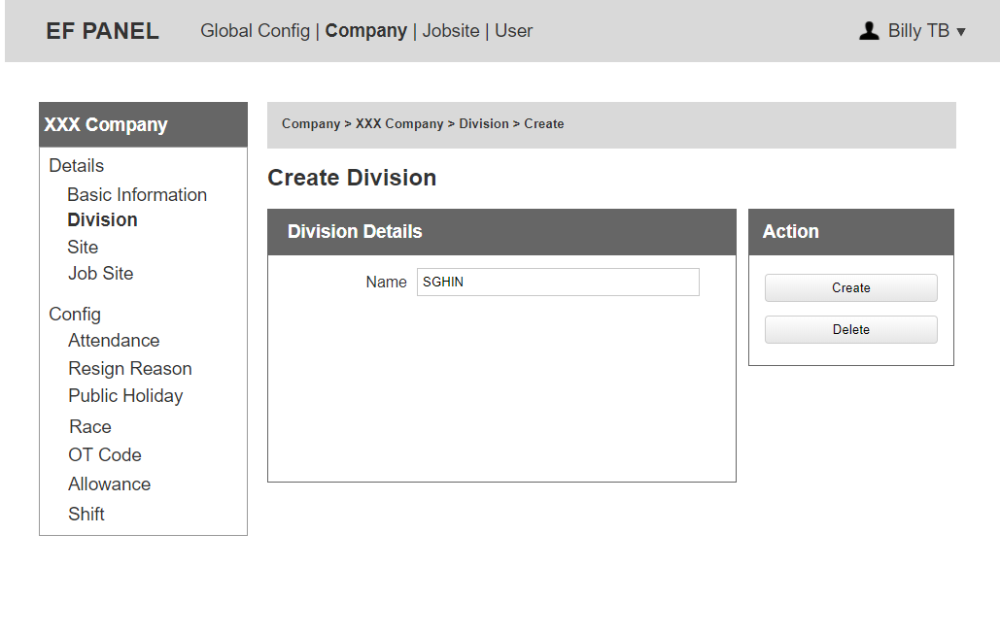 EF PANEL
Global Config | Company | Jobsite | User
Billy TB ▼
XXX Company
Details
Basic Information
Division
Site
Job Site
Config
Attendance
Resign Reason
Public Holiday
Race
OT Code
Allowance
Shift
Company > XXX Company > Division > Create
Create Division
Division Details
Name SGHIN
Action
Create
Delete